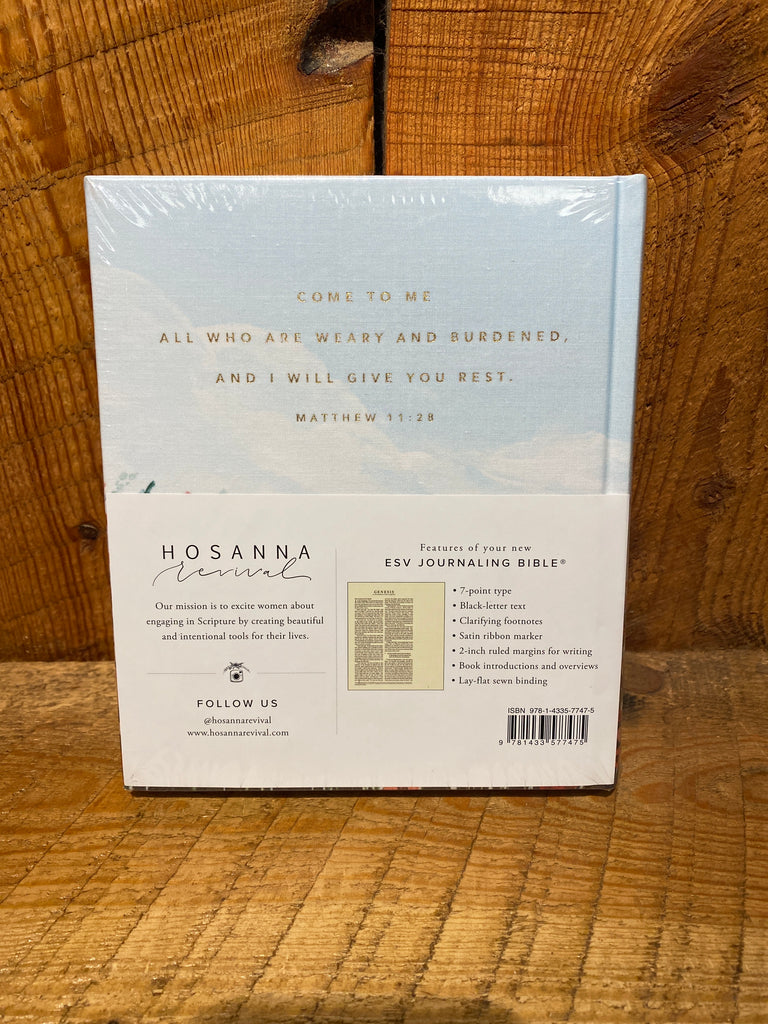 COME TO ME
ALL WHO ARE WEARY AND BURDENED,
AND I WILL GIVE YOU REST.
MATTHEW 11:28
HOSANNA
revival
Our mission is to excite women about
engaging in Scripture by creating beautiful
and intentional tools for their lives.
FOLLOW US
@hosannarevival
www.hosannarevival.com
Features of your new
ESV JOURNALING BIBLE®
GENESIS
• 7-point type
• Black-letter text
• Clarifying footnotes
• Satin ribbon marker
• 2-inch ruled margins for writing
• Book introductions and overviews
• Lay-flat sewn binding
ISBN 978-1-4335-7747-5
9 781433 577475